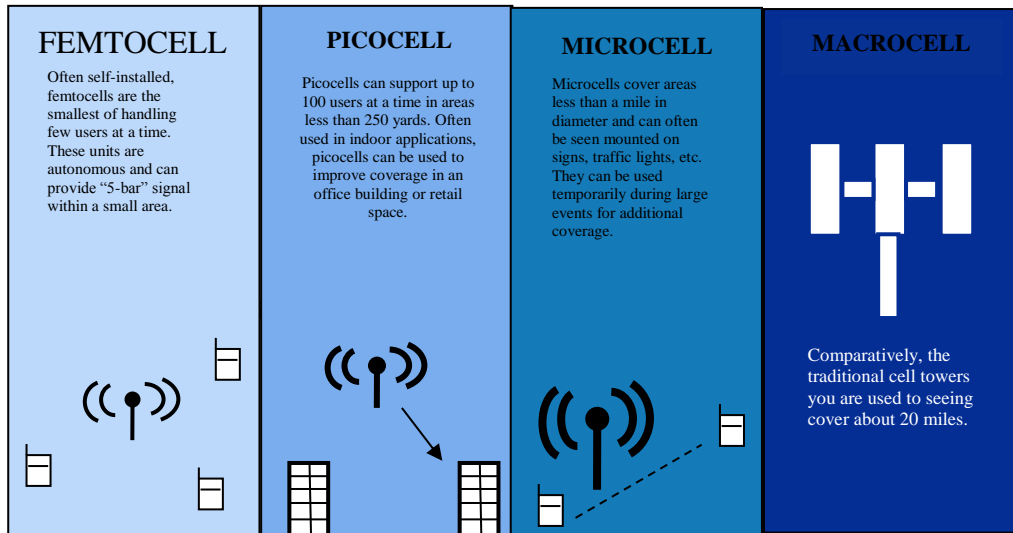 FEMTOCELL
Often self-installed,
femtocells are the
smallest of handling
few users at a time.
These units are
autonomous and can
provide “5-bar” signal
within a small area.
PICOCELL
Picocells can support up to
100 users at a time in areas
less than 250 yards. Often
used in indoor applications,
picocells can be used to
improve coverage in an
office building or retail
space.
MICROCELL
Microcells cover areas
less than a mile in
diameter and can often
be seen mounted on
signs, traffic lights, etc.
They can be used
temporarily during large
events for additional
coverage.
MACROCELL
Comparatively, the
traditional cell towers
you are used to seeing
cover about 20 miles.